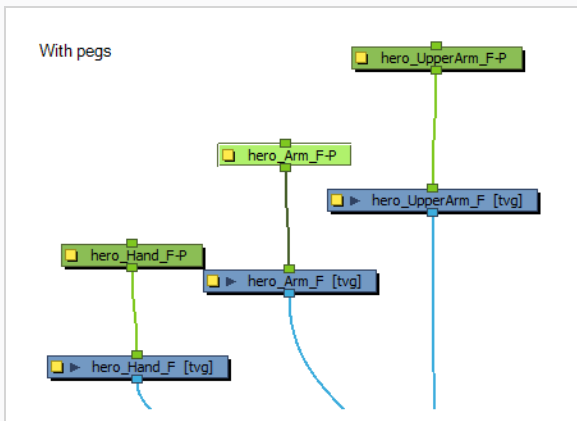 With pegs
hero_UpperArm_F-P
hero_Arm_F-P
hero_UpperArm_F [tvg]
hero_Hand_F-P
hero_Arm_F [tvg]
hero_Hand_F [tvg]